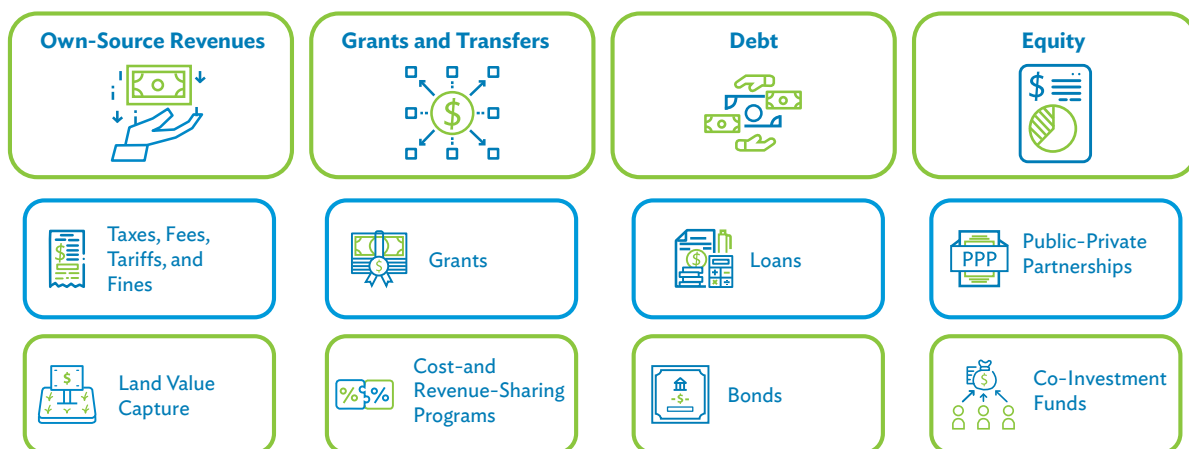 Own-Source Revenues
Grants and Transfers
Debt
Equity
$
$
Taxes, Fees,
Tariffs, and
Fines
$
Grants
$
Loans
$
Public-Private
Partnerships
PPP
Land Value
Capture
$
Cost-and
Revenue-Sharing
Programs
% %
Bonds
-$-
Co-Investment
Funds
$